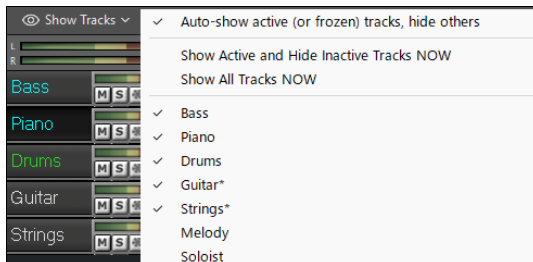 Show Tracks
L
R
Bass
M S
Piano
M S
Drums
M S
Guitar
M S
Strings
M S
Auto-show active (or frozen) tracks, hide others
Show Active and Hide Inactive Tracks NOW
Show All Tracks NOW
Bass
Piano
Drums
Guitar*
Strings*
Melody
Soloist